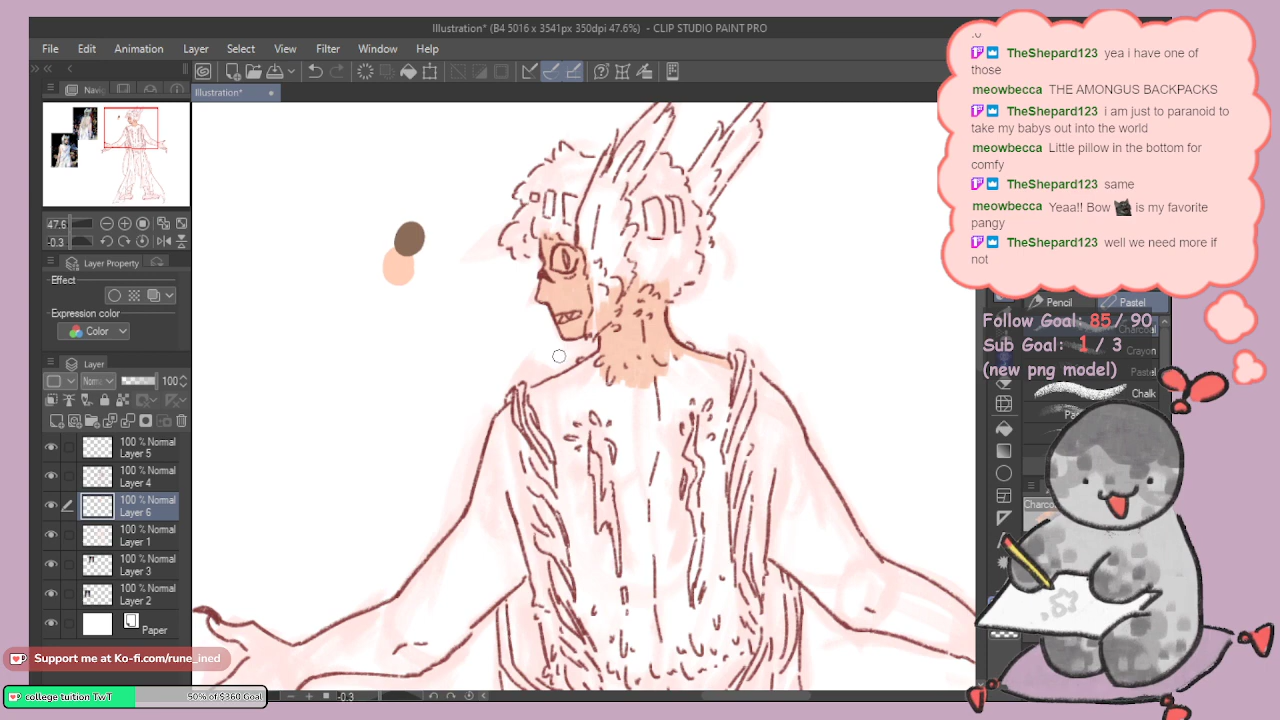 Illustration* (B4 5016 x 3541px 350dpi 47.6%) - CLIP STUDIO PAINT PRO
File Edit Animation Layer Select View Filter Window Help
Illustration*
47.6
-0.3
Layer Property
Effect
Expression color
Color
Layer
100
100 % Normal
Layer 5
100 % Normal
Layer 4
100 % Normal
Layer 6
100 % Normal
Layer 1
100 % Normal
Layer 3
100 % Normal
Layer 2
Paper
Support me at Ko-fi.com/rune_ined
college tuition TwT
50% of $360 Goal
-0.3
TheShepard123 yea i have one of
those
meowbecca THE AMONGUS BACKPACKS
TheShepard123 i am just to paranoid to
take my babys out into the world
meowbecca Little pillow in the bottom for
comfy
TheShepard123 same
meowbecca Yeaa!! Bow is my favorite
pangy
TheShepard123 well we need more if
not
Pencil Pastel
Follow Goal: 85 / 90
Charcoal
Sub Goal: 1 / 3
Crayon
(new png model)
Pastel
Chalk